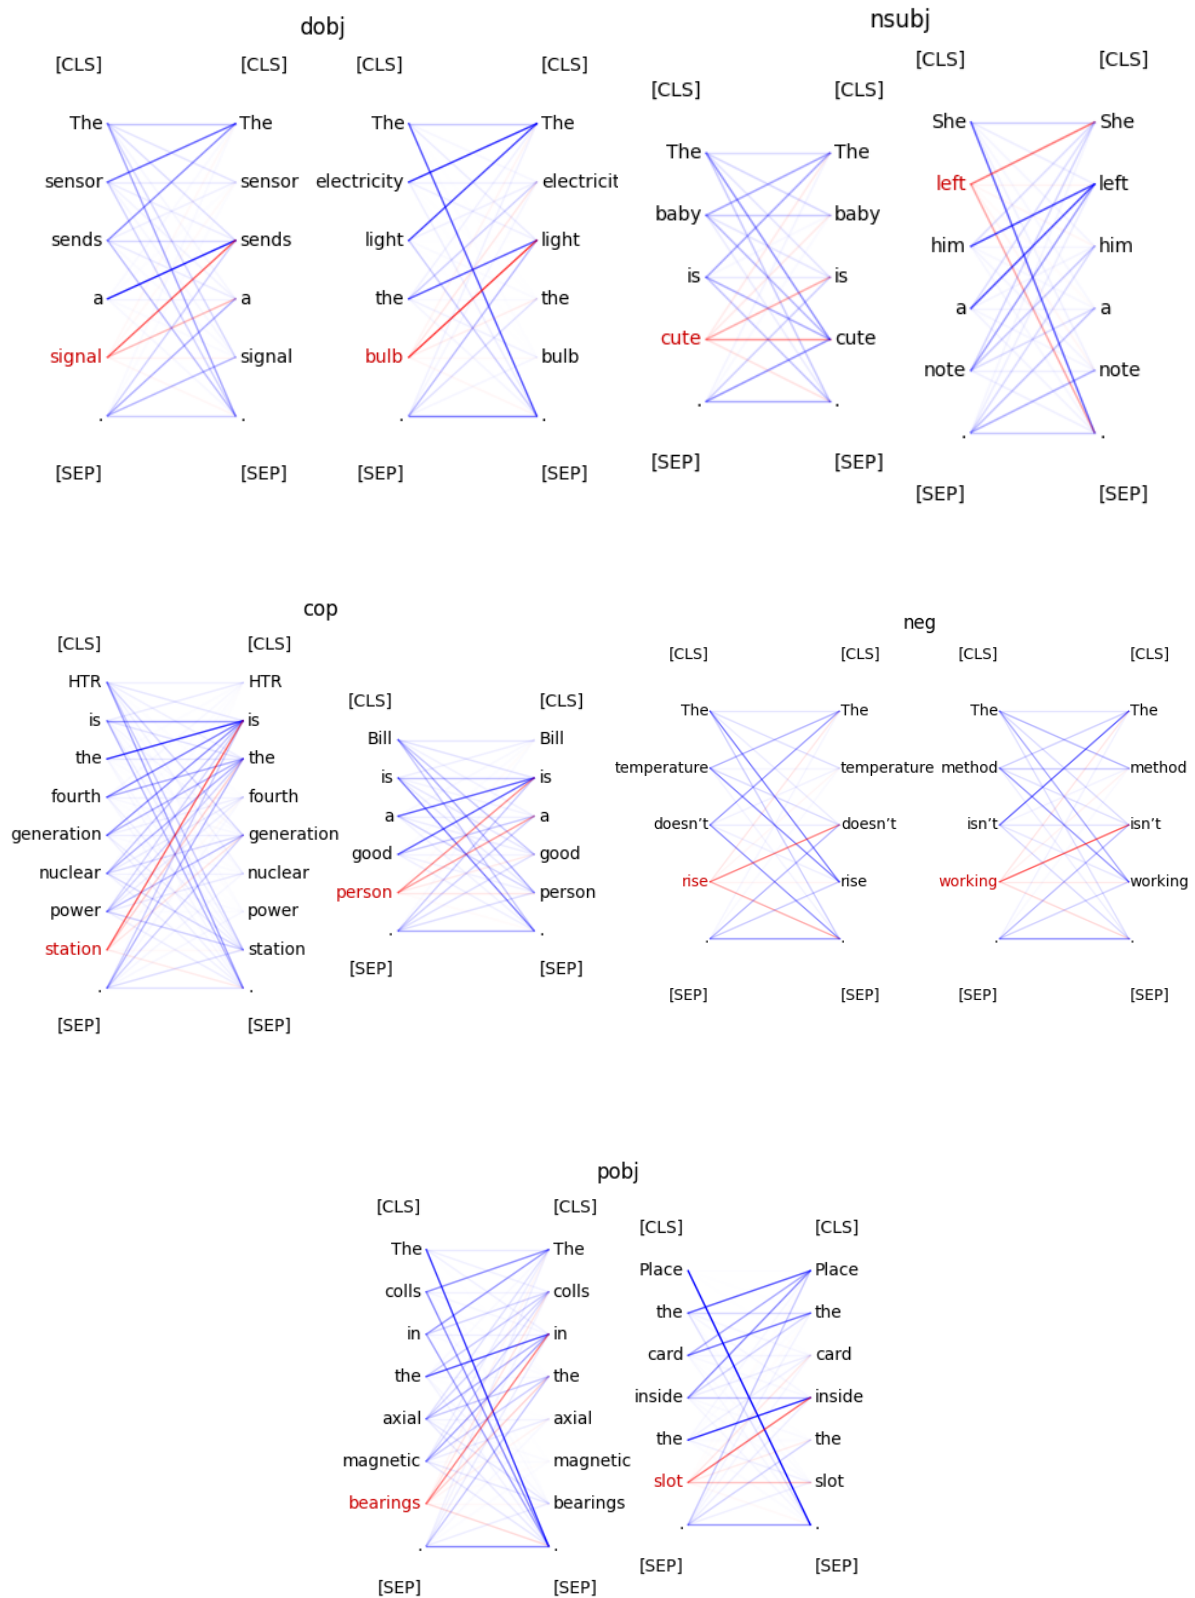 dobj
[CLS] [CLS] [CLS] [CLS]
The The The The
sensor sensor electricity electricit
sends sends light light
a a the the
signal signal bulb bulb
. . . .
[SEP] [SEP] [SEP] [SEP]
nsubj
[CLS] [CLS]
The The
baby baby
is is
cute cute
. .
[SEP] [SEP]
[CLS] [CLS]
She She
left left
him him
a a
note note
. .
[SEP] [SEP]
cop
[CLS] [CLS]
HTR HTR
is is
the the
fourth fourth
generation generation
nuclear nuclear
power power
station station
. .
[SEP] [SEP]
[CLS] [CLS]
Bill Bill
is is
a a
good good
person person
. .
[SEP] [SEP]
neg
[CLS] [CLS] [CLS] [CLS]
The The The The
temperature temperature method method
doesn’t doesn’t isn’t isn’t
rise rise working working
. . . .
[SEP] [SEP] [SEP] [SEP]
pobj
[CLS] [CLS]
The The
colls colls
in in
the the
axial axial
magnetic magnetic
bearings bearings
. .
[SEP] [SEP]
[CLS] [CLS]
Place Place
the the
card card
inside inside
the the
slot slot
. .
[SEP] [SEP]